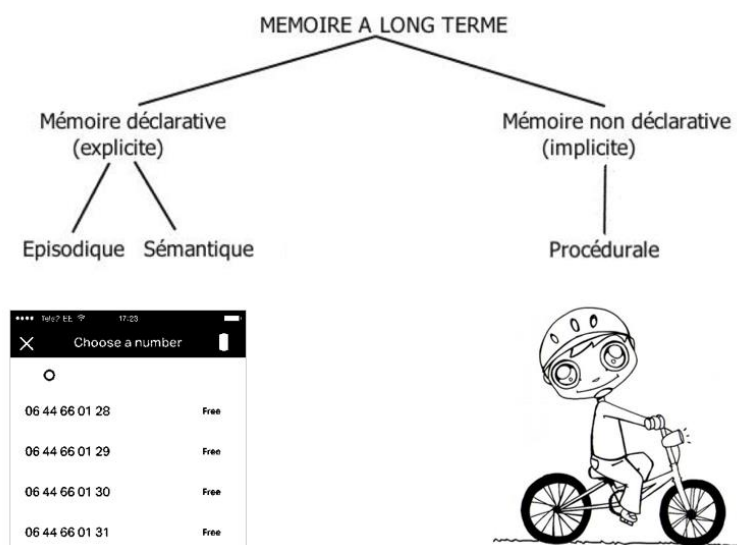 MEMOIRE A LONG TERME
Mémoire déclarative
(explicite)
Mémoire non déclarative
(implicite)
Episodique
Sémantique
Procédurale
Tele2 EE 17:23
Choose a number
06 44 66 01 28 Free
06 44 66 01 29 Free
06 44 66 01 30 Free
06 44 66 01 31 Free